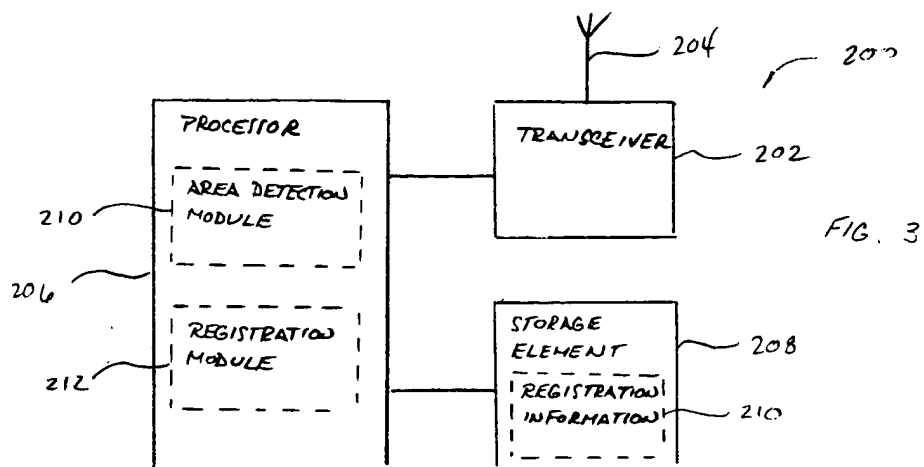 204
200
PROCESSOR
TRANSCEIVER
202
AREA DETECTION
MODULE
210
FIG. 3
206
REGISTRATION
MODULE
212
STORAGE
ELEMENT
208
REGISTRATION
INFORMATION
210